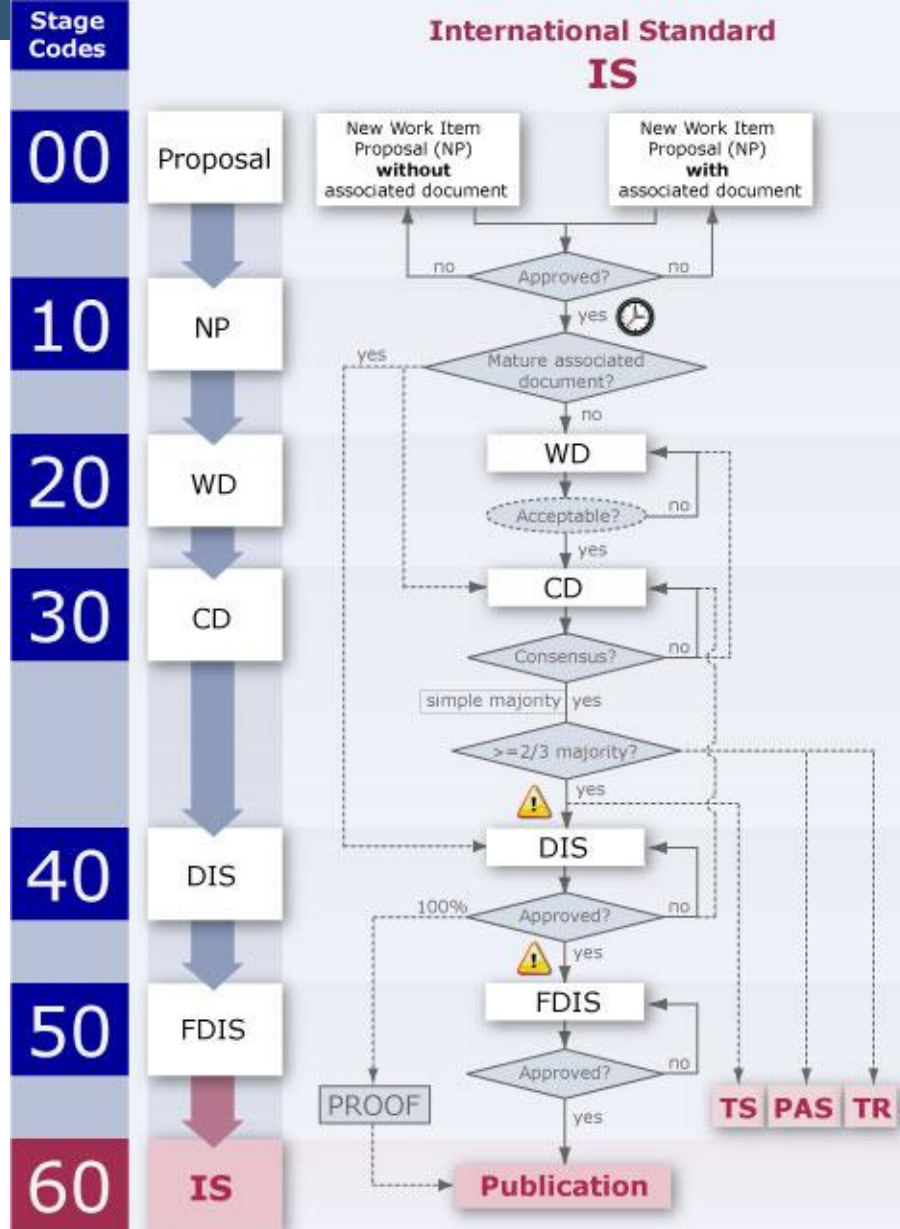 Stage
Codes
International Standard
IS
00
Proposal
New Work Item
Proposal (NP)
without
associated document
New Work Item
Proposal (NP)
with
associated document
no
Approved?
no
10
NP
yes
yes
Mature associated
document?
no
20
WD
WD
Acceptable?
no
yes
30
CD
CD
Consensus?
no
simple majority
yes
>=2/3 majority?
yes
40
DIS
DIS
100%
Approved?
no
yes
50
FDIS
FDIS
Approved?
no
PROOF
yes
TS
PAS
TR
60
IS
Publication